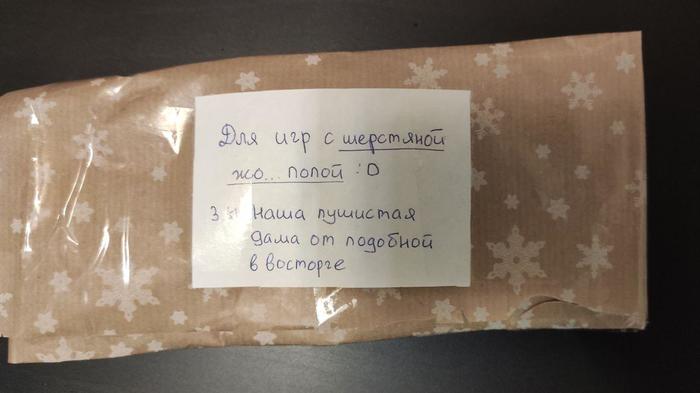 Для игр с шерстяной
жо... попой :D
Наша пушистая
дама от подобной
в восторге